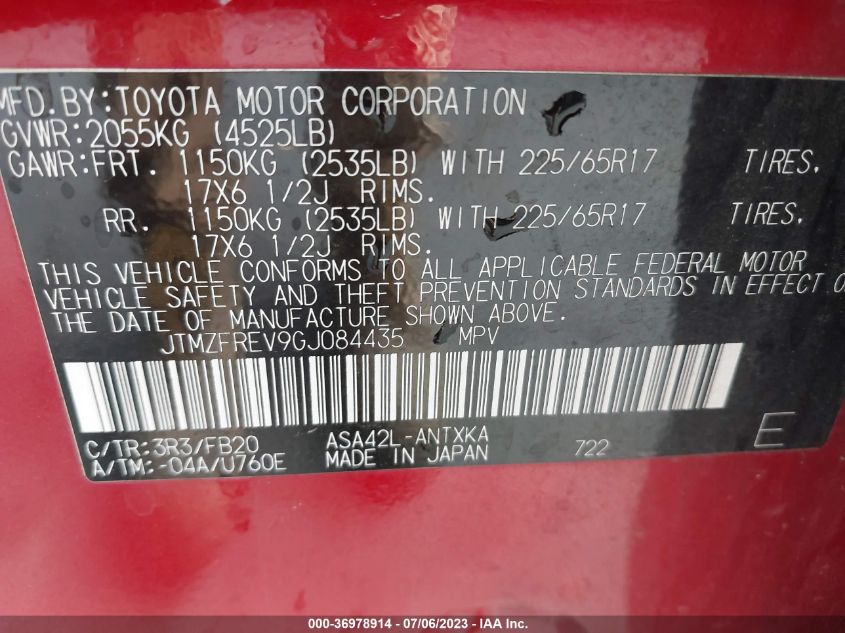 MFD.BY:TOYOTA MOTOR CORPORATION
GVWR:2055KG (4525LB)
GAWR:FRT. 1150KG (2535LB) WITH 225/65R17 TIRES,
17X6 1/2J RIMS.
RR. 1150KG (2535LB) WITH 225/65R17 TIRES,
17X6 1/2J RIMS.
THIS VEHICLE CONFORMS TO ALL APPLICABLE FEDERAL MOTOR
VEHICLE SAFETY AND THEFT PREVENTION STANDARDS IN EFFECT O
THE DATE OF MANUFACTURE SHOWN ABOVE.
JTMZFREV9GJ084435 MPV
C/TR:3R3/FB20 ASA42L-ANTXKA 722 E
A/TM:-04A/U760E MADE IN JAPAN
000-36978914 - 07/06/2023 - IAA Inc.